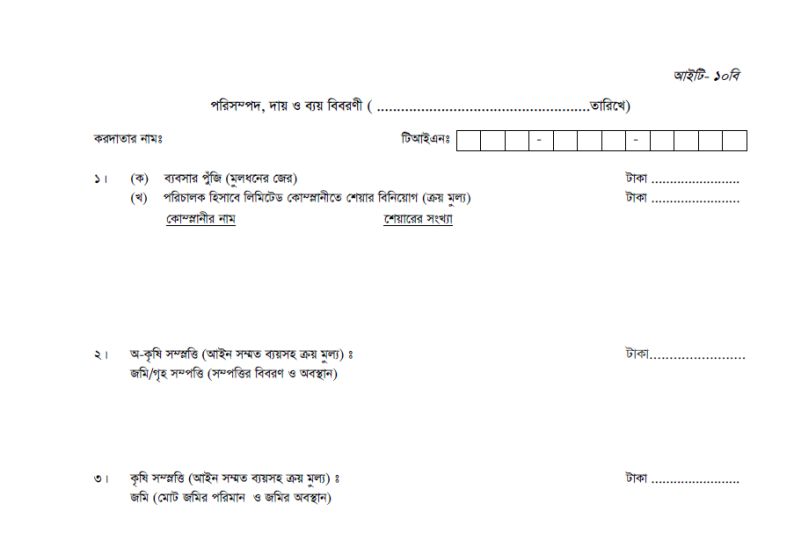 আইটি- ১০বি
পরিসম্পদ, দায় ও ব্যয় বিবরণী ( .....................................................তারিখে)
করদাতার নামঃ টিআইএনঃ - -
১। (ক) ব্যবসার পুঁজি (মূলধনের জের) টাকা ........................
(খ) পরিচালক হিসাবে লিমিটেড কোম্পানীতে শেয়ার বিনিয়োগ (ক্রয় মূল্য) টাকা ........................
কোম্পানীর নাম শেয়ারের সংখ্যা
২। অ-কৃষি সম্পত্তি (আইন সম্মত ব্যয়সহ ক্রয় মূল্য) ঃ টাকা........................
জমি/গৃহ সম্পত্তি (সম্পত্তির বিবরণ ও অবস্থান)
৩। কৃষি সম্পত্তি (আইন সম্মত ব্যয়সহ ক্রয় মূল্য) ঃ টাকা ........................
জমি (মোট জমির পরিমান ও জমির অবস্থান)